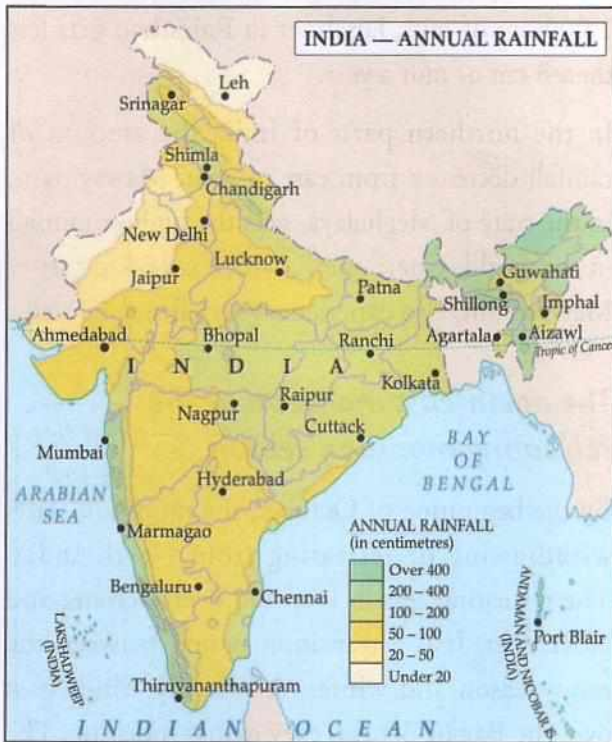 INDIA — ANNUAL RAINFALL
Leh
Srinagar
Shimla
Chandigarh
New Delhi
Jaipur
Lucknow
Patna
Guwahati
Shillong
Imphal
Ahmedabad
Bhopal
Ranchi
Agartala
Aizawl
Tropic of Cancer
INDIA
Kolkata
Nagpur
Raipur
Cuttack
Mumbai
BAY
OF
BENGAL
ARABIAN
SEA
Hyderabad
Marmagao
ANNUAL RAINFALL
(in centimetres)
Over 400
200 – 400
100 – 200
50 – 100
20 – 50
Under 20
Bengaluru
Chennai
ANDAMAN AND NICOBAR IS.
(INDIA)
Port Blair
LAKSHADWEEP
(INDIA)
Thiruvananthapuram
INDIAN OCEAN